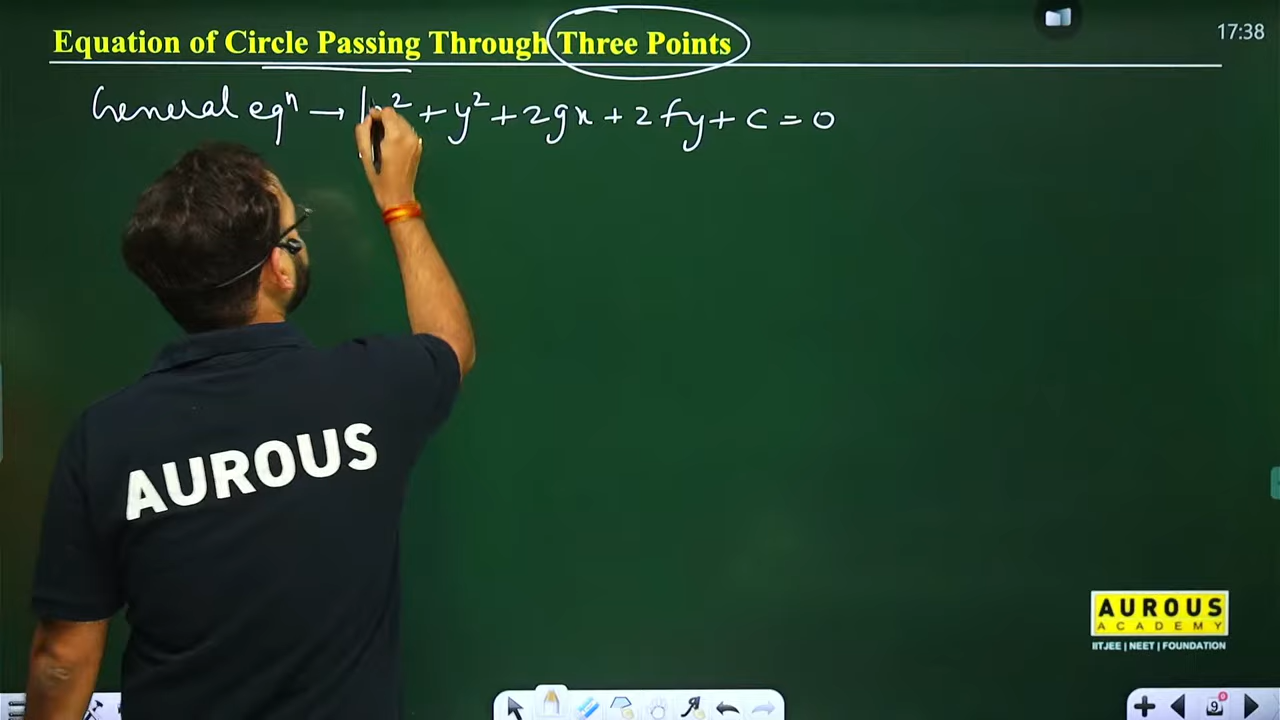 Equation of Circle Passing Through Three Points
17:38
General eqⁿ → x² + y² + 2gx + 2fy + c = 0
AUROUS
AUROUS
ACADEMY
IITJEE | NEET | FOUNDATION
9